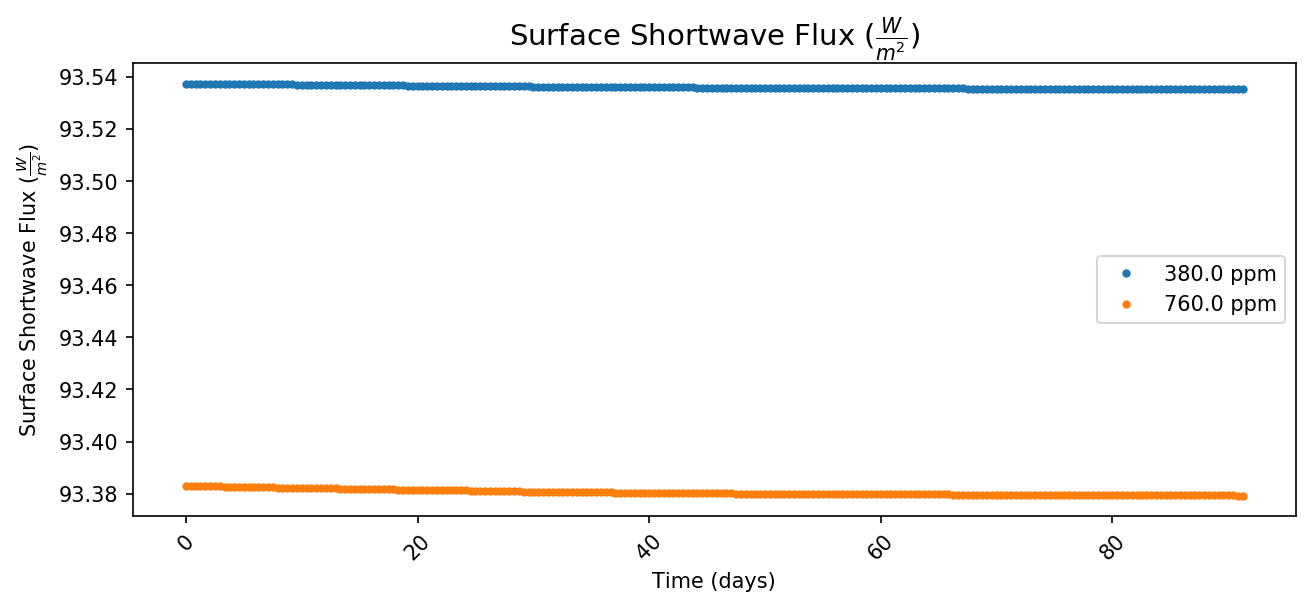 Surface Shortwave Flux (W/m²)
93.54
93.52
93.50
93.48
93.46
93.44
93.42
93.40
93.38
Surface Shortwave Flux (W/m²)
380.0 ppm
760.0 ppm
0 20 40 60 80
Time (days)